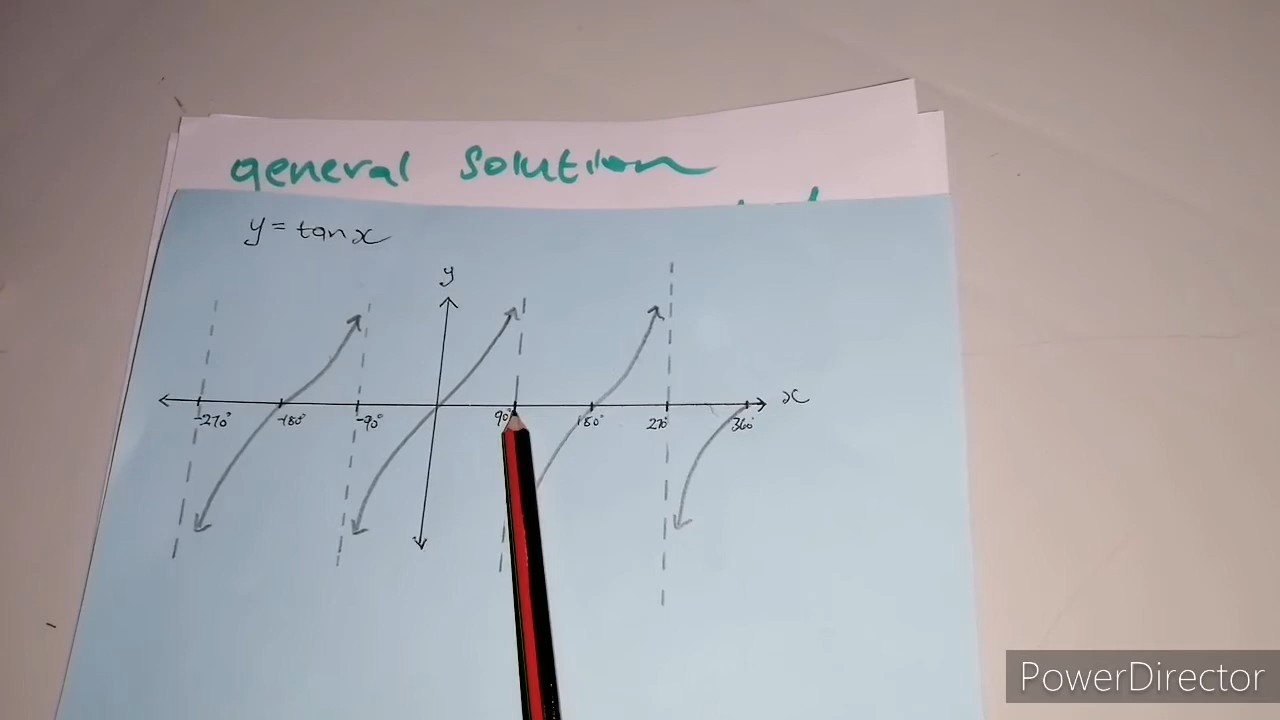 general solution
y = tan x
y
x
-270° -180° -90° 90° 180° 270° 360°
PowerDirector